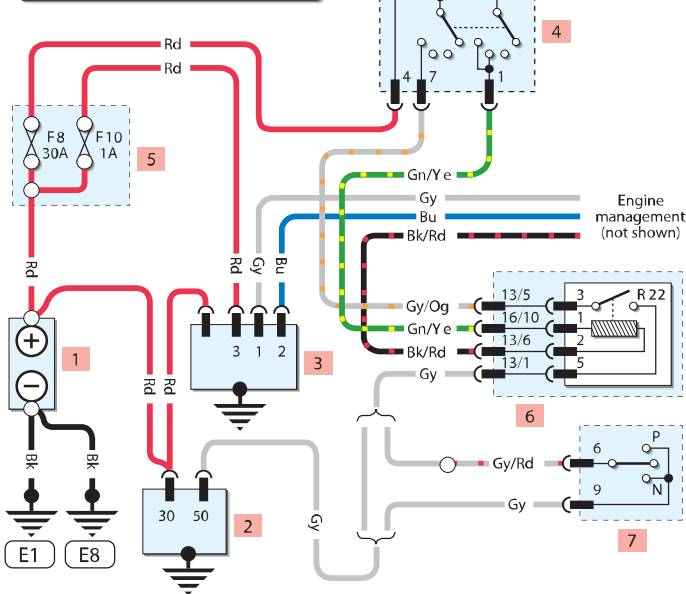 4
Rd
Rd
4 7 1
F8
30A
F10
1A
5
Gn/Ye
Gy
Bu
Bk/Rd
Engine
management
(not shown)
Rd
Rd
Gy
Bu
13/5
3
R 22
Gy/Og
16/10
1
Gn/Ye
13/6
2
Bk/Rd
13/1
5
Gy
+
−
1
3 1 2
3
Rd
Rd
6
Bk
Bk
6
P
Gy/Rd
N
9
Gy
7
30 50
2
Gy
E1
E8